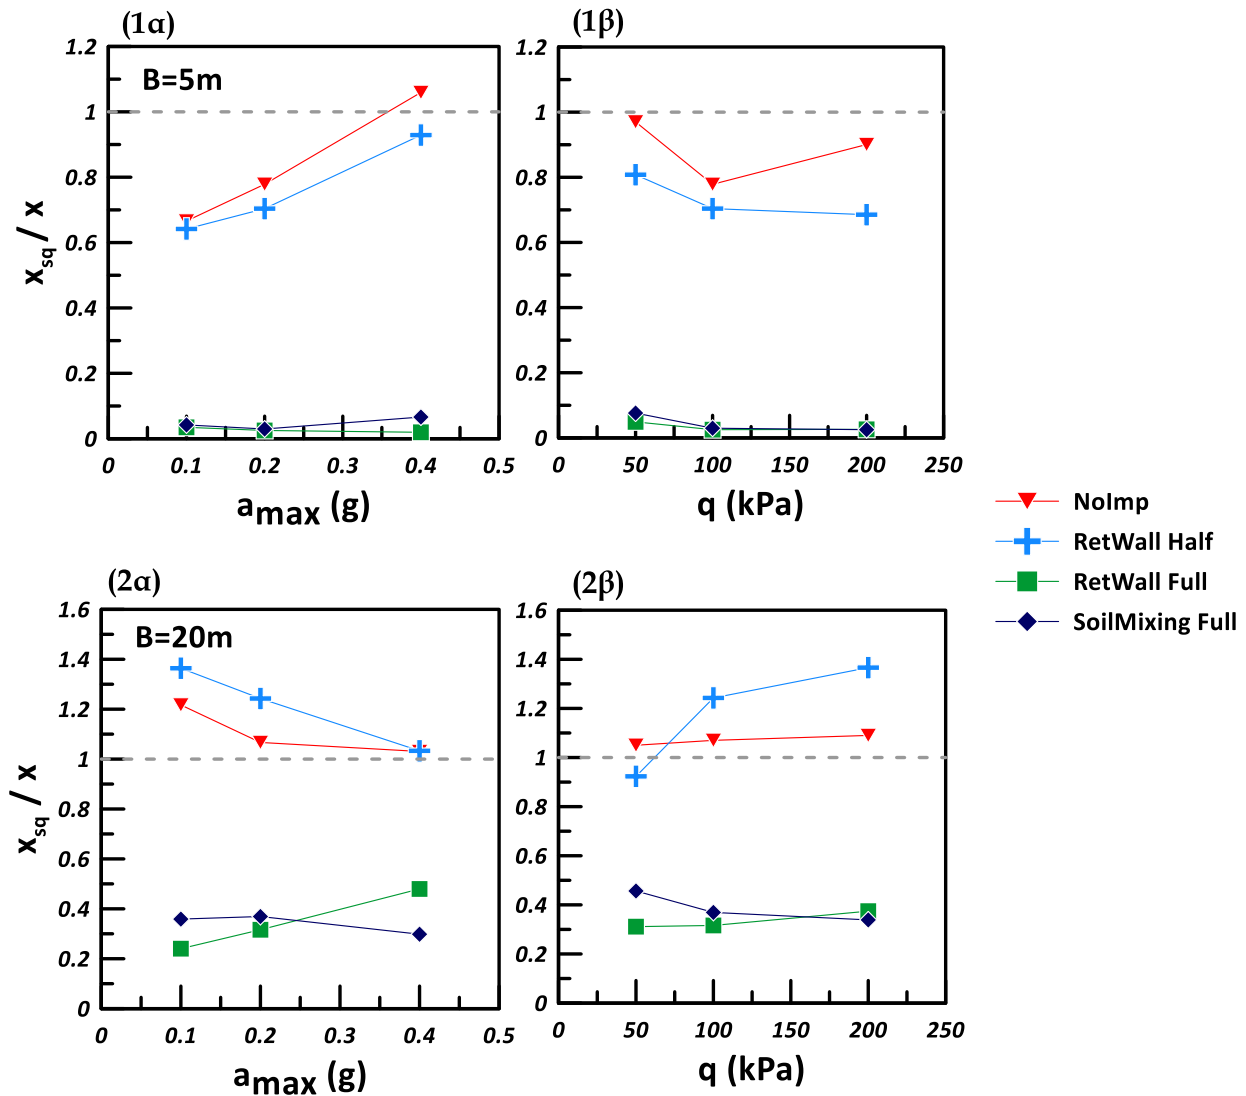 (1α)
1.2
1
0.8
0.6
0.4
0.2
0
B=5m
x_sq / x
0 0.1 0.2 0.3 0.4 0.5
a_max (g)
(1β)
1.2
1
0.8
0.6
0.4
0.2
0
0 50 100 150 200 250
q (kPa)
NoImp
RetWall Half
RetWall Full
SoilMixing Full
(2α)
1.6
1.4
1.2
1
0.8
0.6
0.4
0.2
0
B=20m
x_sq / x
0 0.1 0.2 0.3 0.4 0.5
a_max (g)
(2β)
1.6
1.4
1.2
1
0.8
0.6
0.4
0.2
0
0 50 100 150 200 250
q (kPa)